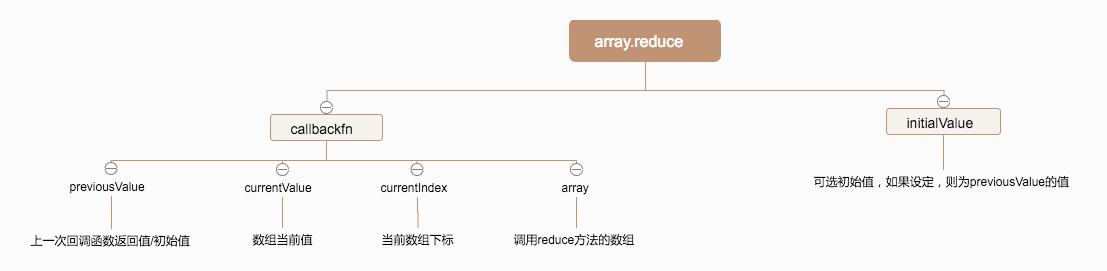 array.reduce
callbackfn
initialValue
previousValue
currentValue
currentIndex
array
可选初始值，如果设定，则为previousValue的值
上一次回调函数返回值/初始值
数组当前值
当前数组下标
调用reduce方法的数组